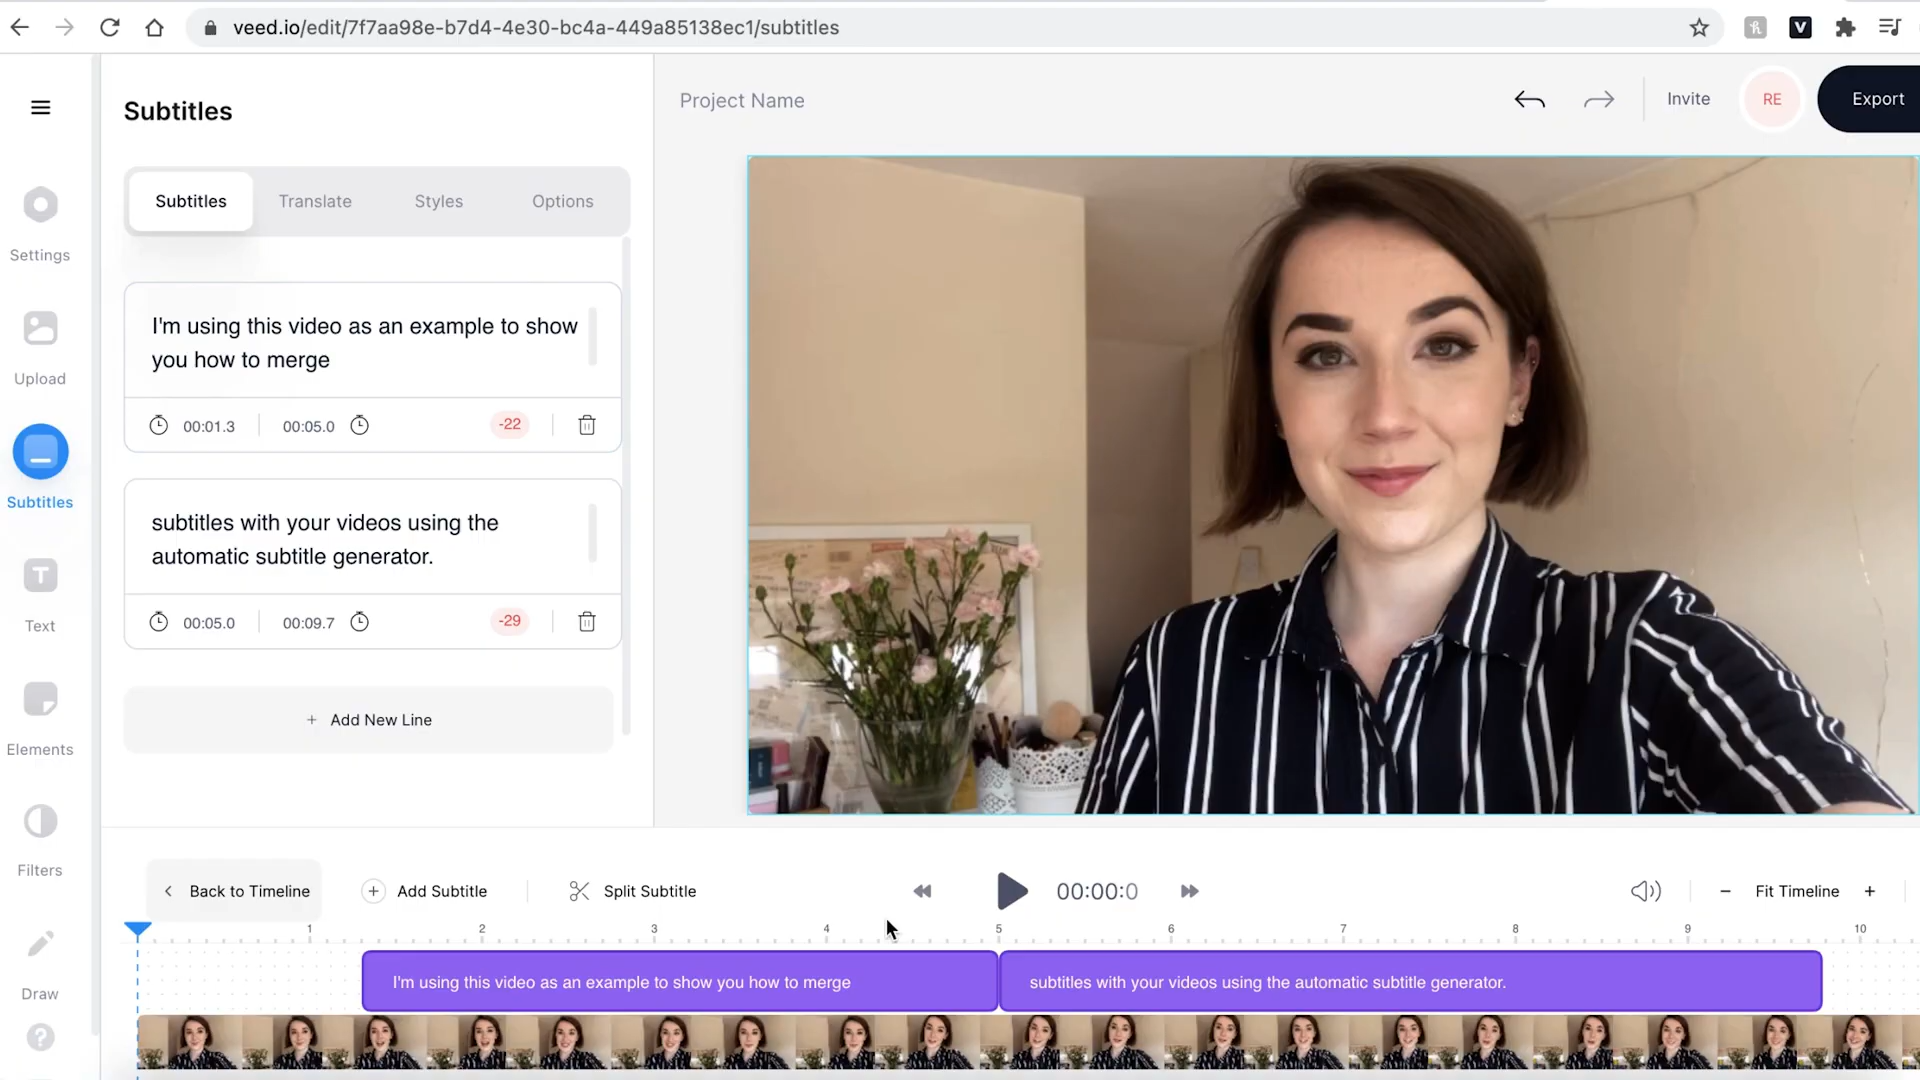 veed.io/edit/7f7aa98e-b7d4-4e30-bc4a-449a85138ec1/subtitles
Subtitles
Project Name
Invite
RE
Export
Subtitles
Translate
Styles
Options
Settings
I'm using this video as an example to show
you how to merge
00:01.3
00:05.0
-22
Upload
Subtitles
subtitles with your videos using the
automatic subtitle generator.
00:05.0
00:09.7
-29
Text
+ Add New Line
Elements
Filters
Back to Timeline
Add Subtitle
Split Subtitle
00:00:0
Fit Timeline
1 2 3 4 5 6 7 8 9 10
I'm using this video as an example to show you how to merge
subtitles with your videos using the automatic subtitle generator.
Draw